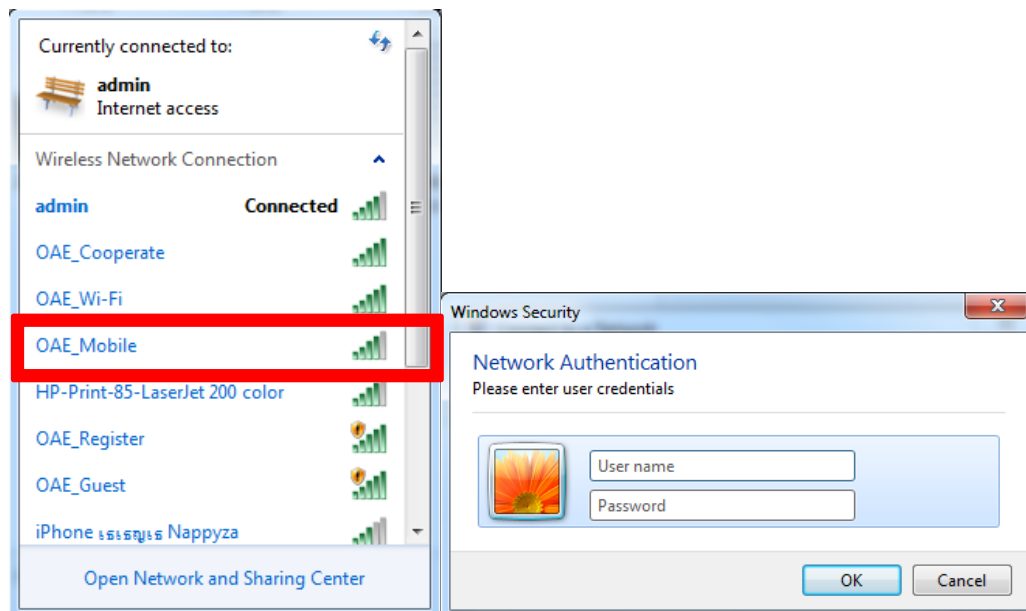 Currently connected to:
admin
Internet access
Wireless Network Connection
admin Connected
OAE_Cooperate
OAE_Wi-Fi
OAE_Mobile
HP-Print-85-LaserJet 200 color
OAE_Register
OAE_Guest
iPhone Nappyza
Open Network and Sharing Center
Windows Security
Network Authentication
Please enter user credentials
User name
Password
OK Cancel